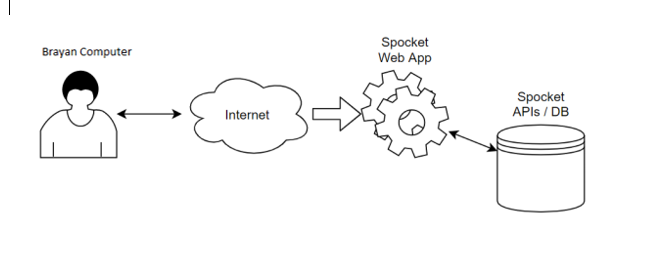 Brayan Computer
Internet
Spocket
Web App
Spocket
APIs / DB